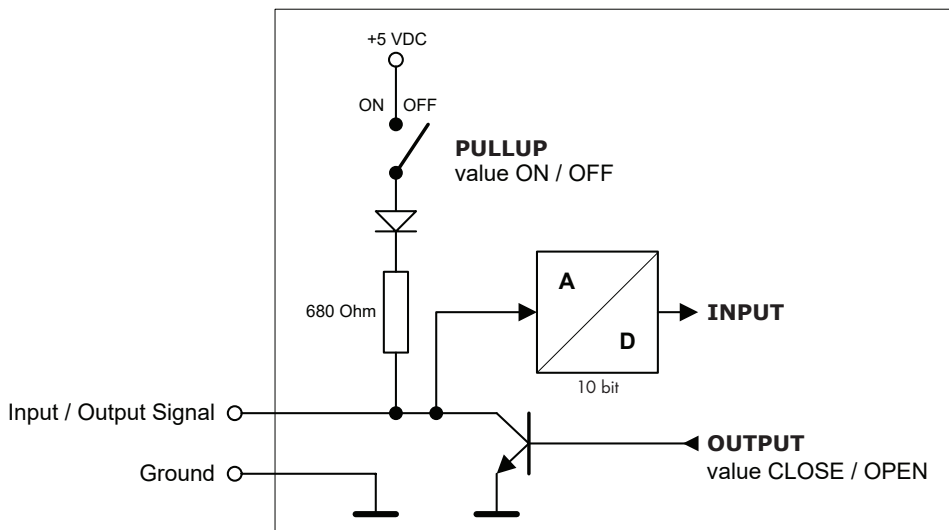 +5 VDC
ON OFF
PULLUP
value ON / OFF
A
680 Ohm
INPUT
D
10 bit
Input / Output Signal
OUTPUT
Ground
value CLOSE / OPEN